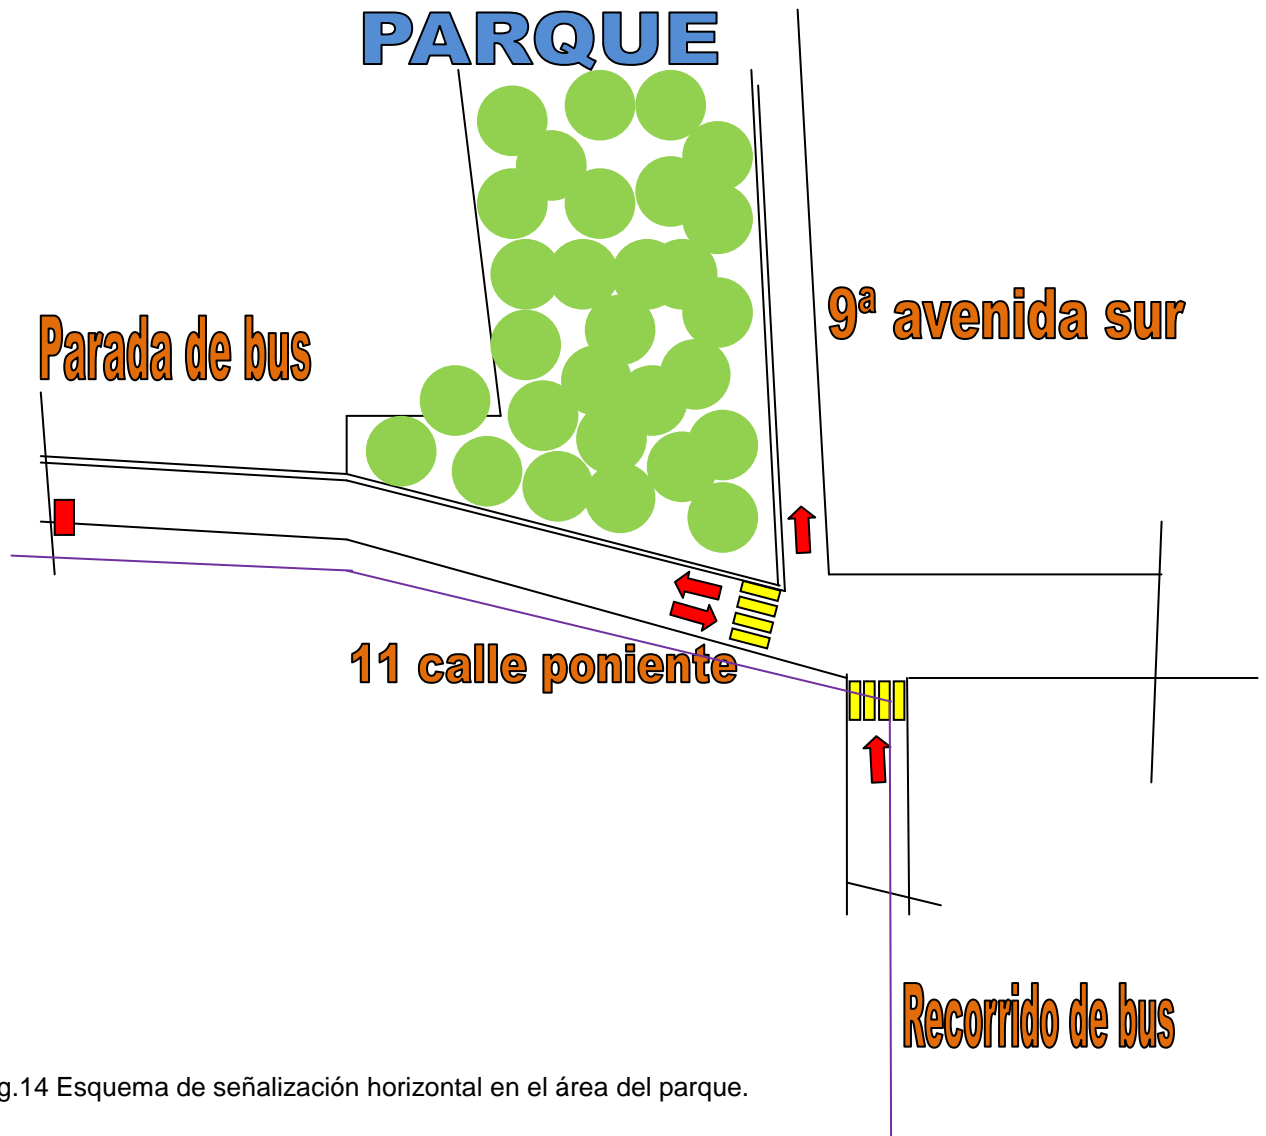 PARQUE
9ª avenida sur
Parada de bus
11 calle poniente
Recorrido de bus
g.14 Esquema de señalización horizontal en el área del parque.